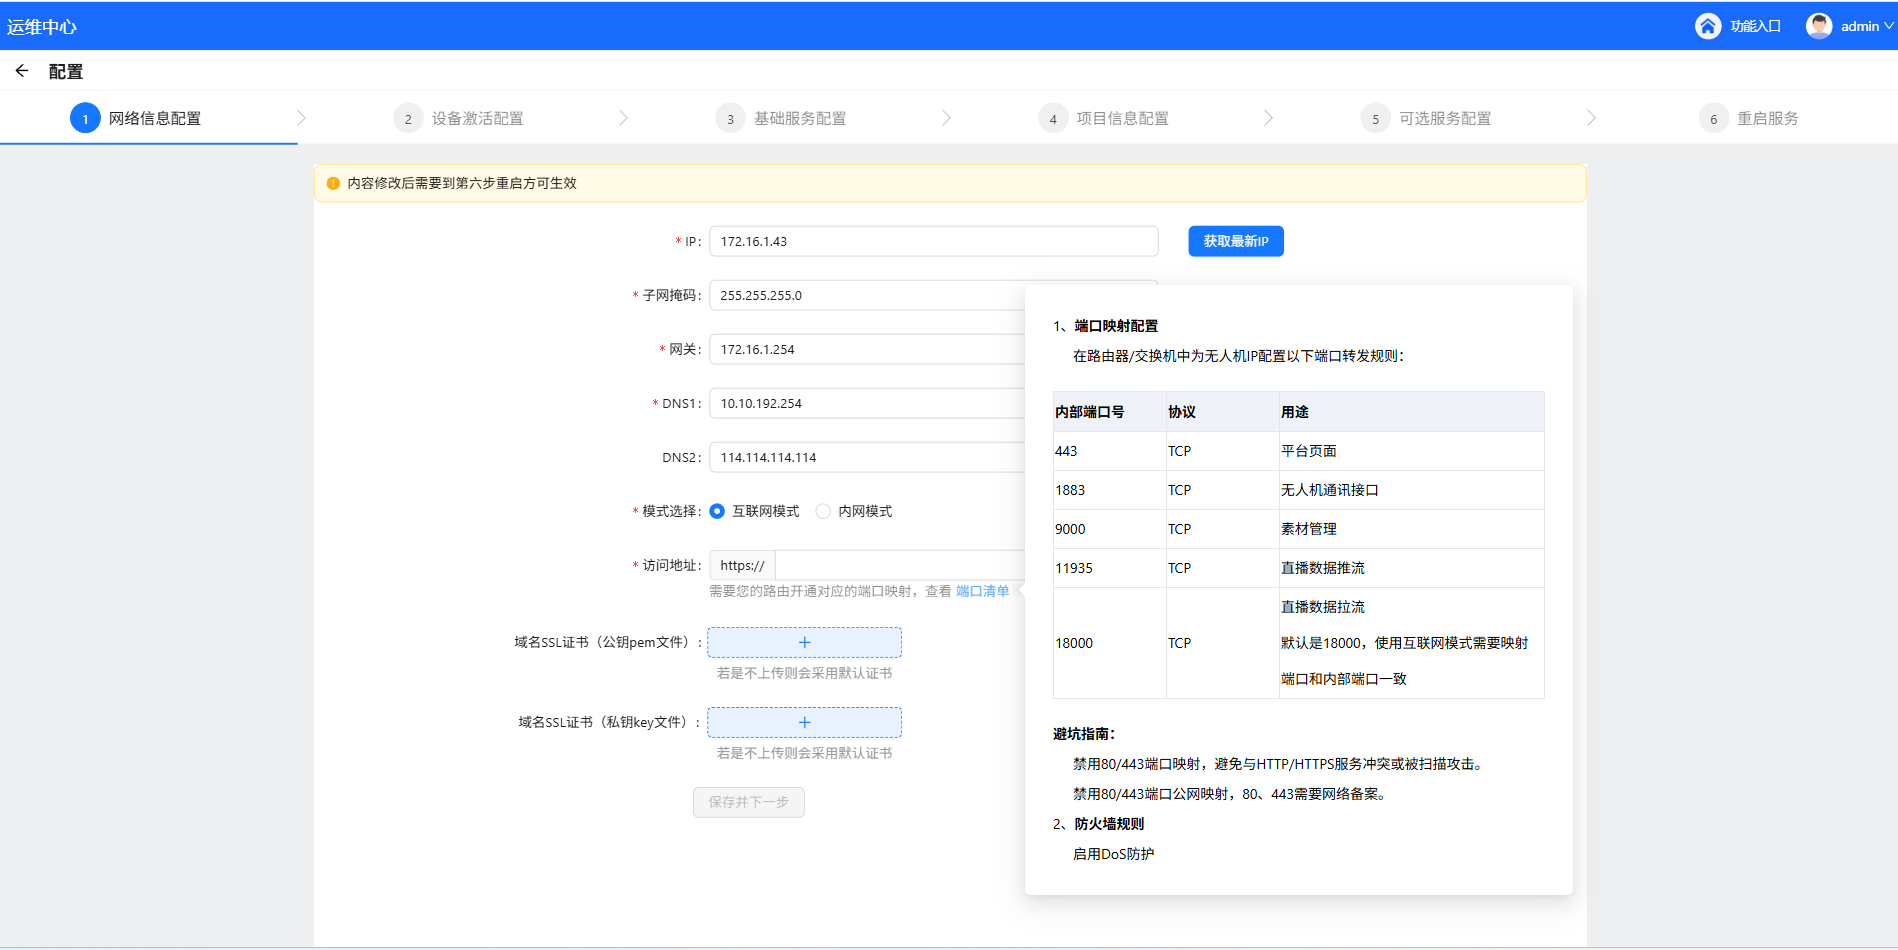 运维中心
功能入口
admin
配置
1 网络信息配置
2 设备激活配置
3 基础服务配置
4 项目信息配置
5 可选服务配置
6 重启服务
内容修改后需要到第六步重启方可生效
* IP: 172.16.1.43 获取最新IP
* 子网掩码: 255.255.255.0
* 网关: 172.16.1.254
* DNS1: 10.10.192.254
DNS2: 114.114.114.114
* 模式选择: 互联网模式 内网模式
* 访问地址: https://
需要您的路由开通对应的端口映射，查看 端口清单
域名SSL证书（公钥pem文件）: +
若是不上传则会采用默认证书
域名SSL证书（私钥key文件）: +
若是不上传则会采用默认证书
保存并下一步
1、端口映射配置
在路由器/交换机中为无人机IP配置以下端口转发规则：
内部端口号 协议 用途
443 TCP 平台页面
1883 TCP 无人机通讯接口
9000 TCP 素材管理
11935 TCP 直播数据推流
18000 TCP 直播数据拉流
默认是18000，使用互联网模式需要映射
端口和内部端口一致
避坑指南：
禁用80/443端口映射，避免与HTTP/HTTPS服务冲突或被扫描攻击。
禁用80/443端口公网映射，80、443需要网络备案。
2、防火墙规则
启用DoS防护